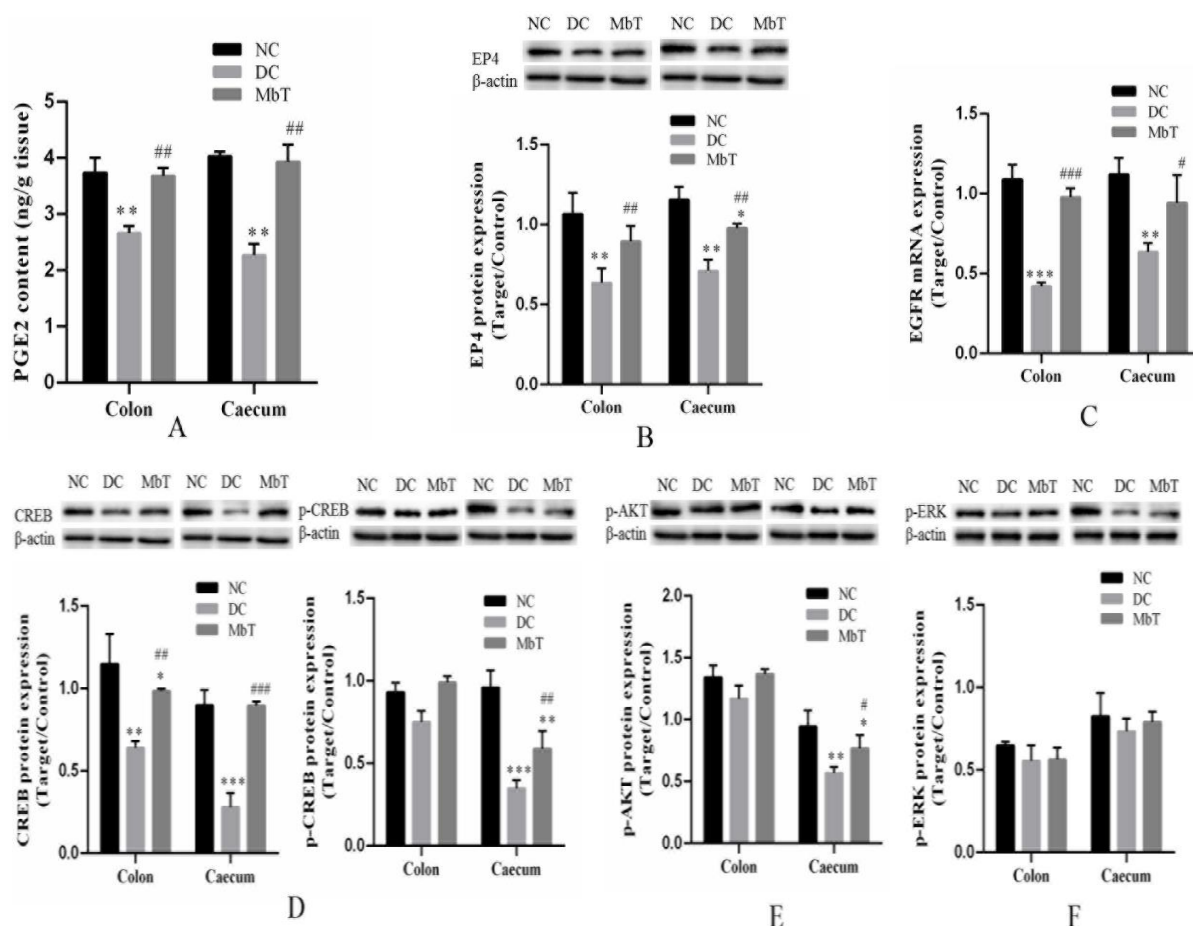 NC
DC
MbT
PGE2 content (ng/g tissue)
5
4
3
2
1
0
**
##
**
##
Colon Caecum
A
NC DC MbT NC DC MbT
EP4
β-actin
NC
DC
MbT
EP4 protein expression
(Target/Control)
1.5
1.0
0.5
0.0
**
##
**
##
*
Colon Caecum
B
NC
DC
MbT
EGFR mRNA expression
(Target/Control)
1.5
1.0
0.5
0.0
***
###
**
#
Colon Caecum
C
NC DC MbT NC DC MbT
CREB
β-actin
NC
DC
MbT
CREB protein expression
(Target/Control)
1.5
1.0
0.5
0.0
**
##
*
***
###
Colon Caecum
NC DC MbT NC DC MbT
p-CREB
β-actin
NC
DC
MbT
p-CREB protein expression
(Target/Control)
1.5
1.0
0.5
0.0
***
##
**
Colon Caecum
D
NC DC MbT NC DC MbT
p-AKT
β-actin
NC
DC
MbT
p-AKT protein expression
(Target/Control)
2.0
1.5
0.0
**
#
*
Colon Caecum
E
NC DC MbT NC DC MbT
p-ERK
β-actin
NC
DC
MbT
p-ERK protein expression
(Target/Control)
1.5
1.0
0.5
0.0
Colon Caecum
F